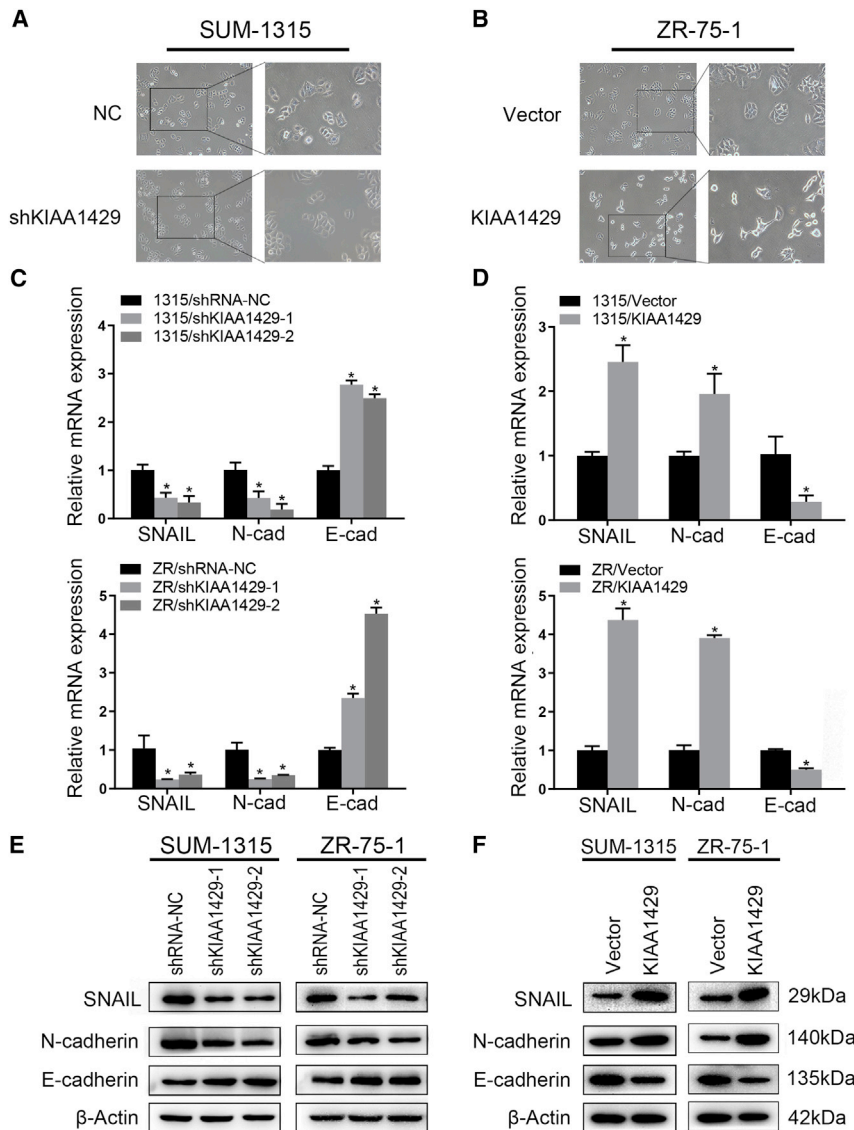 A
SUM-1315
NC
shKIAA1429
B
ZR-75-1
Vector
KIAA1429
C
1315/shRNA-NC
1315/shKIAA1429-1
1315/shKIAA1429-2
Relative mRNA expression
4
3
2
1
0
*
*
*
*
*
*
SNAIL N-cad E-cad
ZR/shRNA-NC
ZR/shKIAA1429-1
ZR/shKIAA1429-2
Relative mRNA expression
5
4
3
2
1
0
*
*
*
*
*
*
SNAIL N-cad E-cad
D
1315/Vector
1315/KIAA1429
Relative mRNA expression
3
2
1
0
*
*
*
SNAIL N-cad E-cad
ZR/Vector
ZR/KIAA1429
Relative mRNA expression
5
4
3
2
1
0
*
*
*
SNAIL N-cad E-cad
E
SUM-1315 ZR-75-1
shRNA-NC
shKIAA1429-1
shKIAA1429-2
shRNA-NC
shKIAA1429-1
shKIAA1429-2
SNAIL
N-cadherin
E-cadherin
β-Actin
F
SUM-1315 ZR-75-1
Vector
KIAA1429
Vector
KIAA1429
SNAIL 29kDa
N-cadherin 140kDa
E-cadherin 135kDa
β-Actin 42kDa